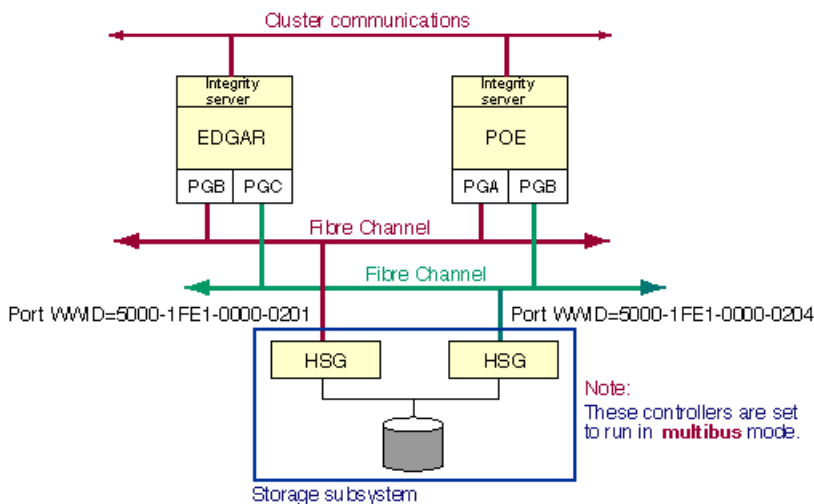 Cluster communications
Integrity
server
EDGAR
PGB
PGC
Integrity
server
POE
PGA
PGB
Fibre Channel
Fibre Channel
Port WWID=5000-1FE1-0000-0201
Port WWID=5000-1FE1-0000-0204
HSG
HSG
Note:
These controllers are set
to run in multibus mode.
Storage subsystem